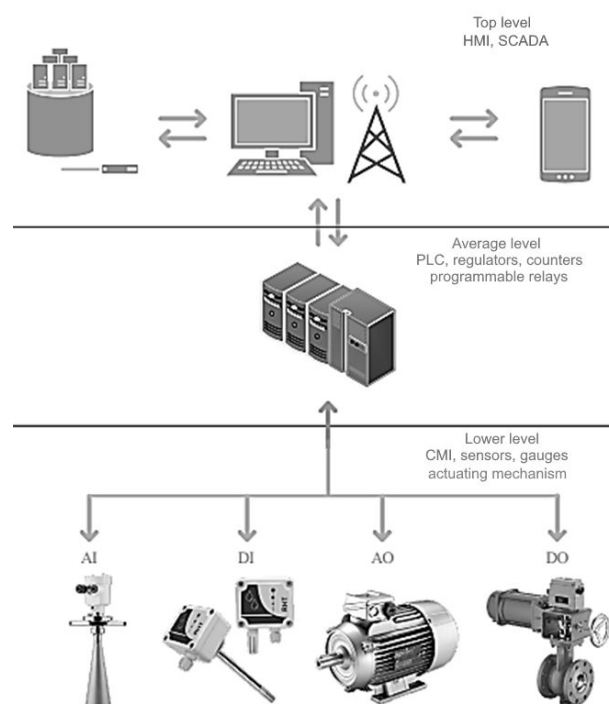 Top level
HMI, SCADA
Average level
PLC, regulators, counters
programmable relays
Lower level
CMI, sensors, gauges
actuating mechanism
AI
DI
AO
DO
RHT